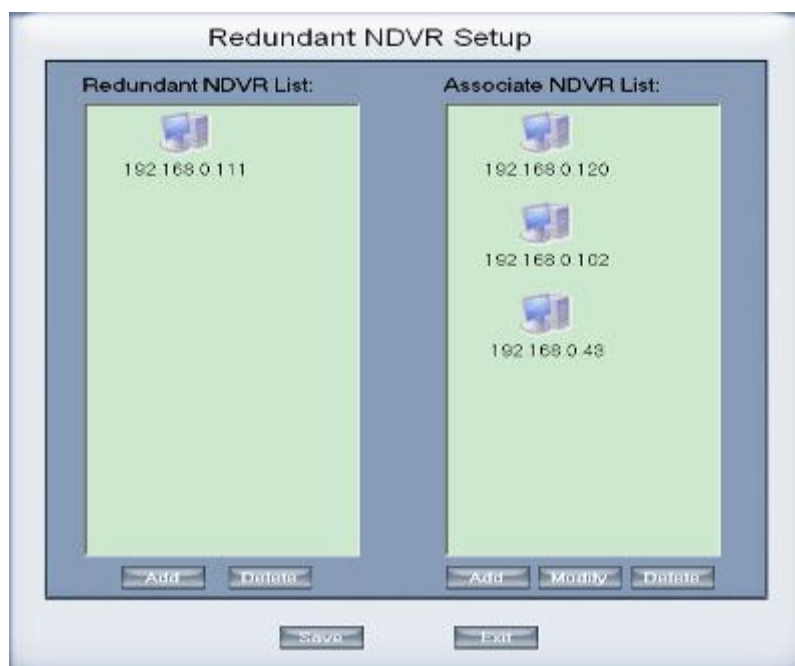 Redundant NDVR Setup
Redundant NDVR List:
Associate NDVR List:
192.168.0.111
192.168.0.120
192.168.0.102
192.168.0.43
Add Delete
Add Modify Delete
Save Exit